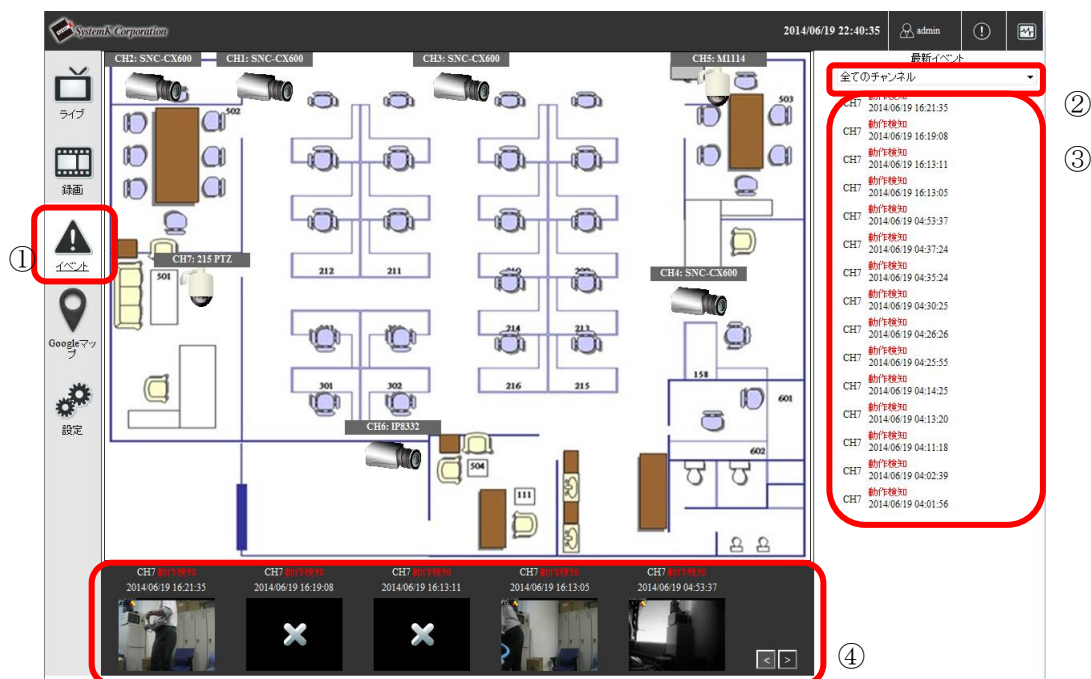 SystemK Corporation
2014/06/19 22:40:35
admin
ライブ
録画
①
イベント
Googleマッ
プ
設定
CH2: SNC-CX600
CH1: SNC-CX600
CH3: SNC-CX600
CH5: M1114
502
503
CH7: 215 PTZ
501
212
211
CH4: SNC-CX600
214
213
158
301
302
216
215
601
CH6: IP8332
602
504
111
最新イベント
全てのチャンネル
②
③
CH7 動作検知
2014/06/19 16:21:35
CH7 動作検知
2014/06/19 16:19:08
CH7 動作検知
2014/06/19 16:13:11
CH7 動作検知
2014/06/19 16:13:05
CH7 動作検知
2014/06/19 04:53:37
CH7 動作検知
2014/06/19 04:37:24
CH7 動作検知
2014/06/19 04:35:24
CH7 動作検知
2014/06/19 04:30:25
CH7 動作検知
2014/06/19 04:26:26
CH7 動作検知
2014/06/19 04:25:55
CH7 動作検知
2014/06/19 04:14:25
CH7 動作検知
2014/06/19 04:13:20
CH7 動作検知
2014/06/19 04:11:18
CH7 動作検知
2014/06/19 04:02:39
CH7 動作検知
2014/06/19 04:01:56
CH7 動作検知
2014/06/19 16:21:35
CH7 動作検知
2014/06/19 16:19:08
CH7 動作検知
2014/06/19 16:13:11
CH7 動作検知
2014/06/19 16:13:05
CH7 動作検知
2014/06/19 04:53:37
< >
④